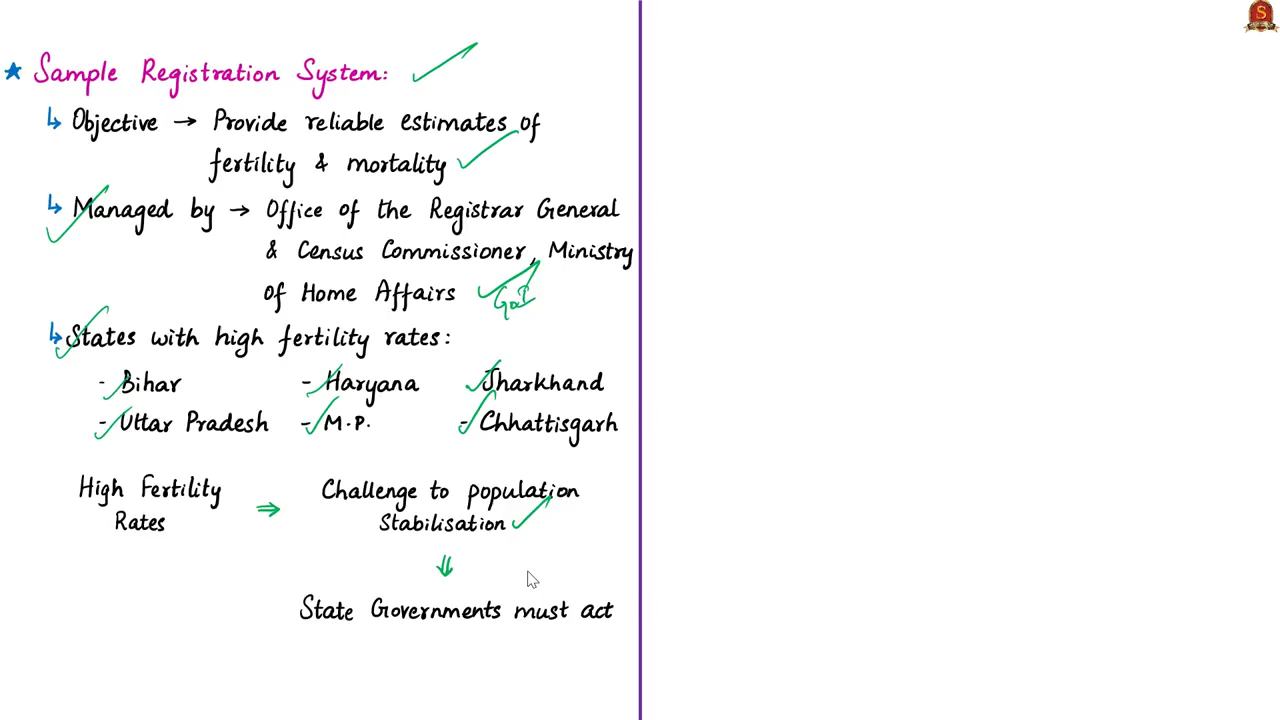 ★ Sample Registration System:
↳ Objective → Provide reliable estimates of
fertility & mortality
↳ Managed by → Office of the Registrar General
& Census Commissioner, Ministry
of Home Affairs GoI
↳ States with high fertility rates:
- Bihar - Haryana - Jharkhand
- Uttar Pradesh - M.P. - Chhattisgarh
High Fertility ⇒ Challenge to population
Rates Stabilisation
⇓
State Governments must act
S